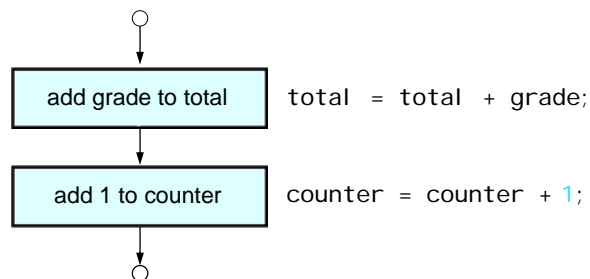 add grade to total total = total + grade;
add 1 to counter counter = counter + 1;